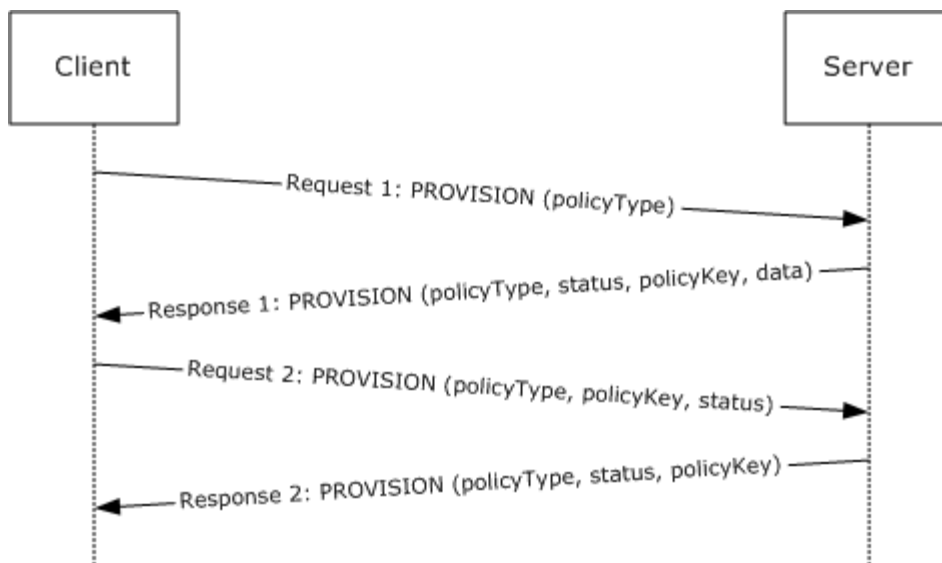 Client
Server
Request 1: PROVISION (policyType)
Response 1: PROVISION (policyType, status, policyKey, data)
Request 2: PROVISION (policyType, policyKey, status)
Response 2: PROVISION (policyType, status, policyKey)